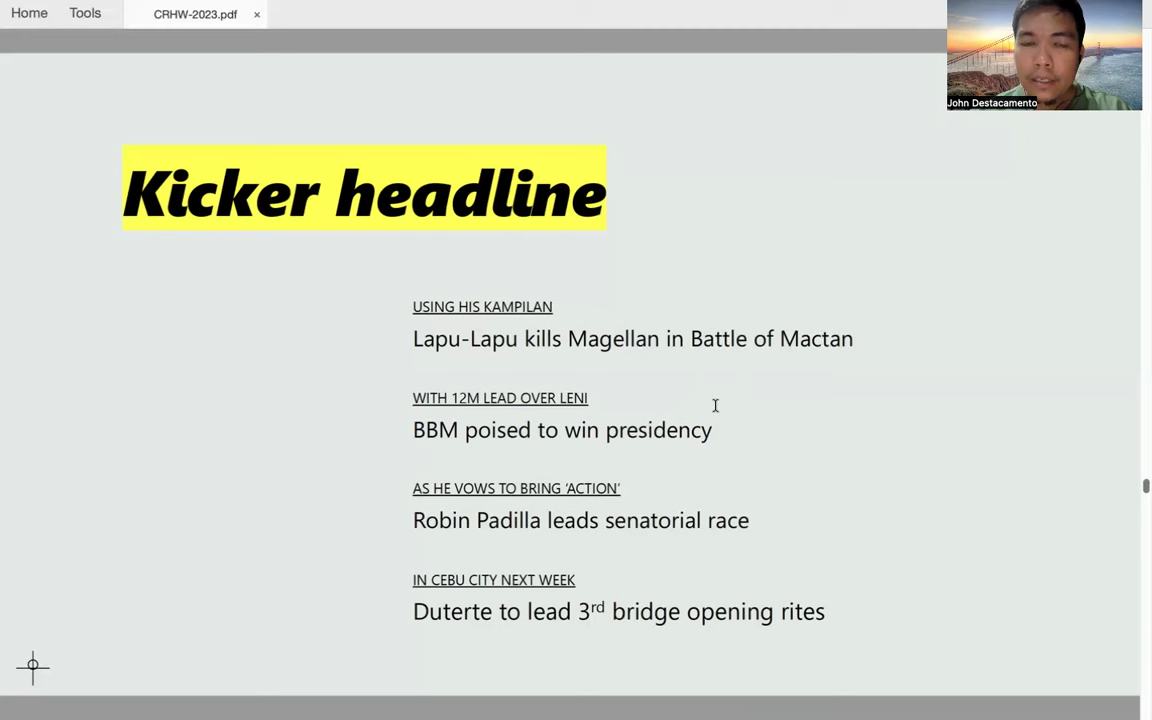 Home Tools CRHW-2023.pdf ×
John Destacamento
Kicker headline
USING HIS KAMPILAN
Lapu-Lapu kills Magellan in Battle of Mactan
WITH 12M LEAD OVER LENI
BBM poised to win presidency
AS HE VOWS TO BRING ‘ACTION’
Robin Padilla leads senatorial race
IN CEBU CITY NEXT WEEK
Duterte to lead 3rd bridge opening rites